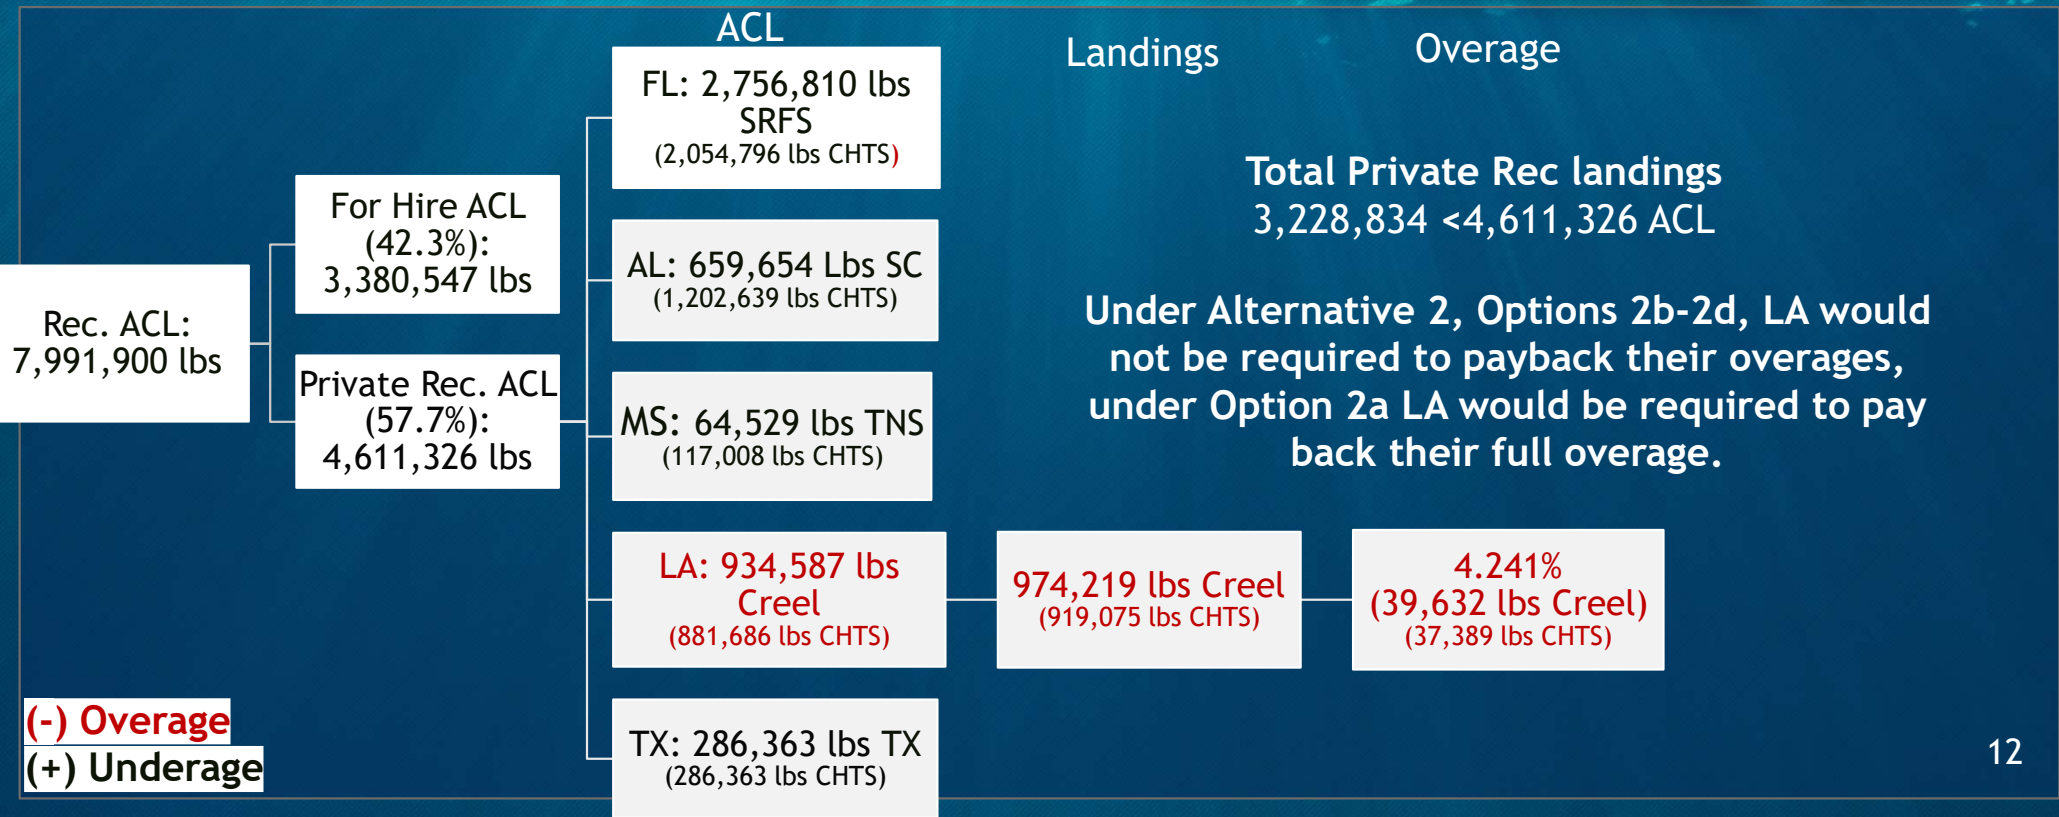 ACL
Landings
Overage
Rec. ACL:
7,991,900 lbs
For Hire ACL
(42.3%):
3,380,547 lbs
Private Rec. ACL
(57.7%):
4,611,326 lbs
FL: 2,756,810 lbs
SRFS
(2,054,796 lbs CHTS)
AL: 659,654 Lbs SC
(1,202,639 lbs CHTS)
MS: 64,529 lbs TNS
(117,008 lbs CHTS)
LA: 934,587 lbs
Creel
(881,686 lbs CHTS)
TX: 286,363 lbs TX
(286,363 lbs CHTS)
974,219 lbs Creel
(919,075 lbs CHTS)
4.241%
(39,632 lbs Creel)
(37,389 lbs CHTS)
Total Private Rec landings
3,228,834 <4,611,326 ACL
Under Alternative 2, Options 2b-2d, LA would
not be required to payback their overages,
under Option 2a LA would be required to pay
back their full overage.
(-) Overage
(+) Underage
12